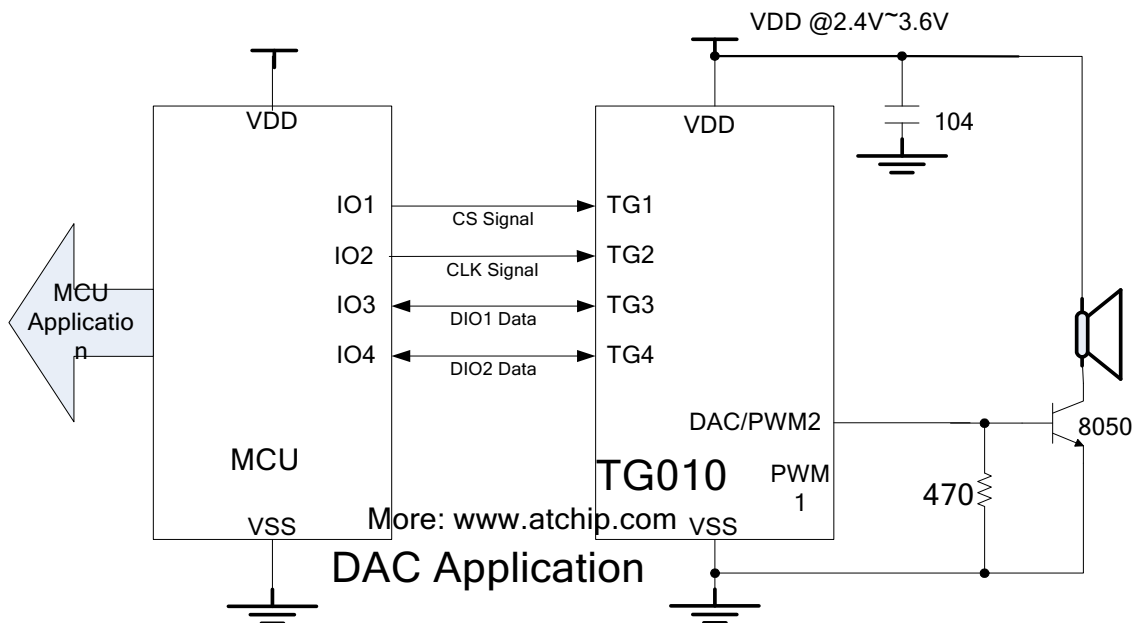 VDD @2.4V~3.6V
VDD
VDD
104
IO1
CS Signal
TG1
IO2
CLK Signal
TG2
IO3
DIO1 Data
TG3
IO4
DIO2 Data
TG4
MCU
Applicatio
n
DAC/PWM2
8050
MCU
TG010
PWM
1
470
More: www.atchip.com
VSS
VSS
DAC Application